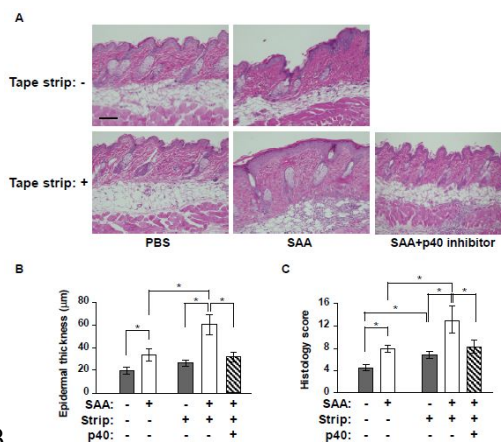 A
Tape strip: -
Tape strip: +
PBS SAA SAA+p40 inhibitor
B
C
* * * *
* * * * *
Epidermal thickness (µm)
80
60
40
20
0
Histology score
16
12
8
4
0
SAA: - + - + +
Strip: - - + + +
p40: - - - - +
SAA: - + - + +
Strip: - - + + +
p40: - - - - +